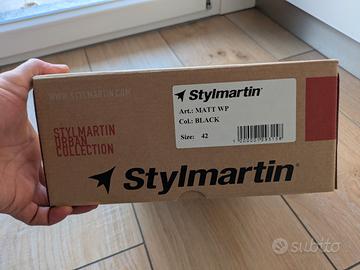 WWW.STYLMARTIN.COM
STYLMARTIN
URBAN
COLLECTION
Stylmartin®
Art.: MATT WP
Col.: BLACK
Size: 42
Stylmartin®
subito